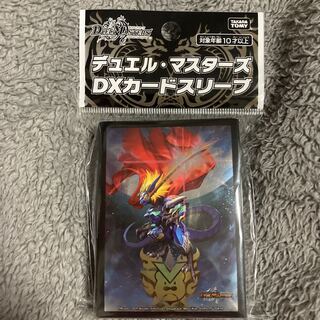 DUEL MASTERS
TAKARA TOMY
対象年齢10才以上
デュエル・マスターズ
DXカードスリーブ